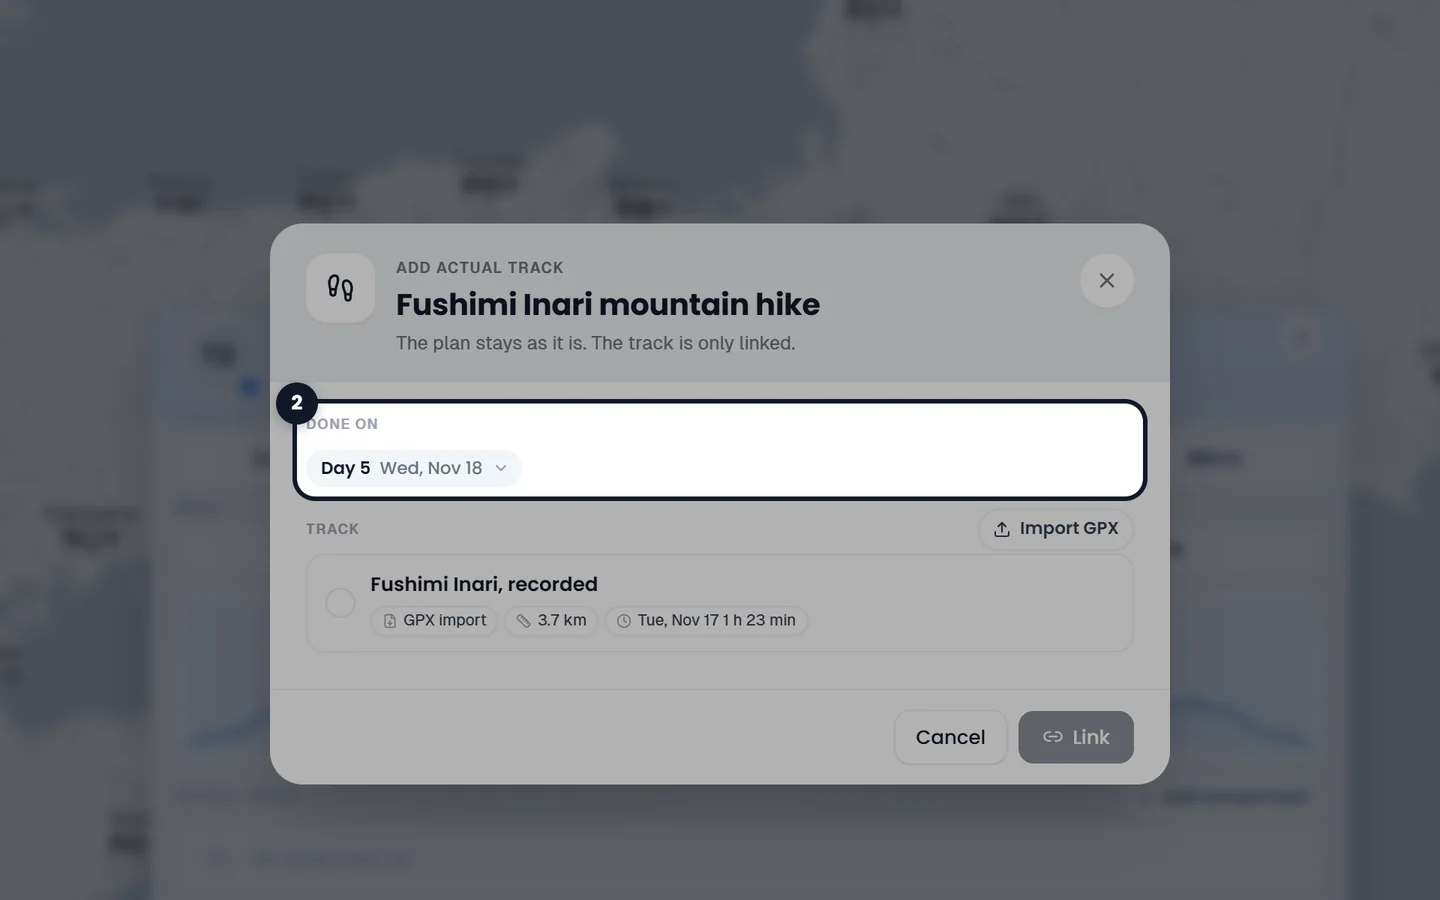 ADD ACTUAL TRACK
Fushimi Inari mountain hike
The plan stays as it is. The track is only linked.
2
DONE ON
Day 5 Wed, Nov 18
TRACK
Import GPX
Fushimi Inari, recorded
GPX import
3.7 km
Tue, Nov 17 1 h 23 min
Cancel
Link